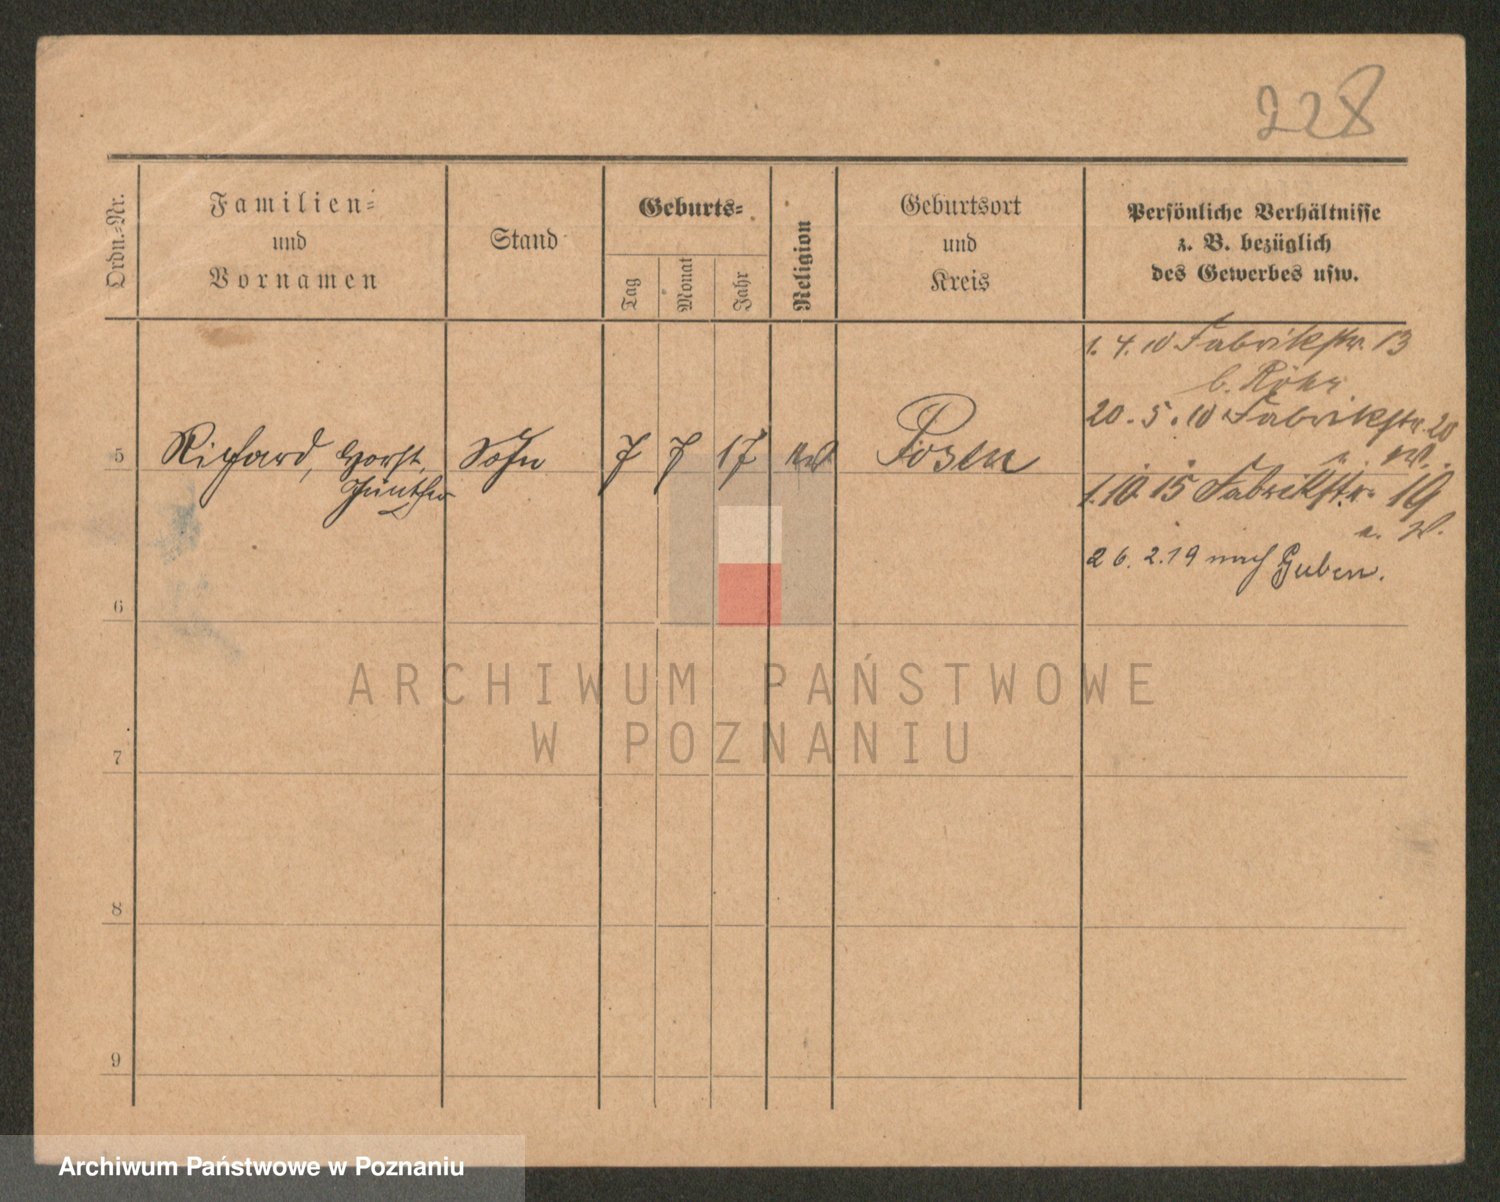 228
Ordn.-Nr.
Familien-
und
Vornamen
Stand
Geburts-
Tag
Monat
Jahr
Religion
Geburtsort
und
Kreis
Persönliche Verhältnisse
z. B. bezüglich
des Gewerbes usw.
1. 4. 10 Fabrikstr. 13
b. Röhr
20. 5. 10 Fabrikstr. 20
5 Richard, Horst, Sohn 7 7 17 Posen
Günther
1. 10. 15 Fabrikstr. 19
a. W.
26. 2. 19 nach Guben.
6
7
8
9
ARCHIWUM PAŃSTWOWE
W POZNANIU
Archiwum Państwowe w Poznaniu